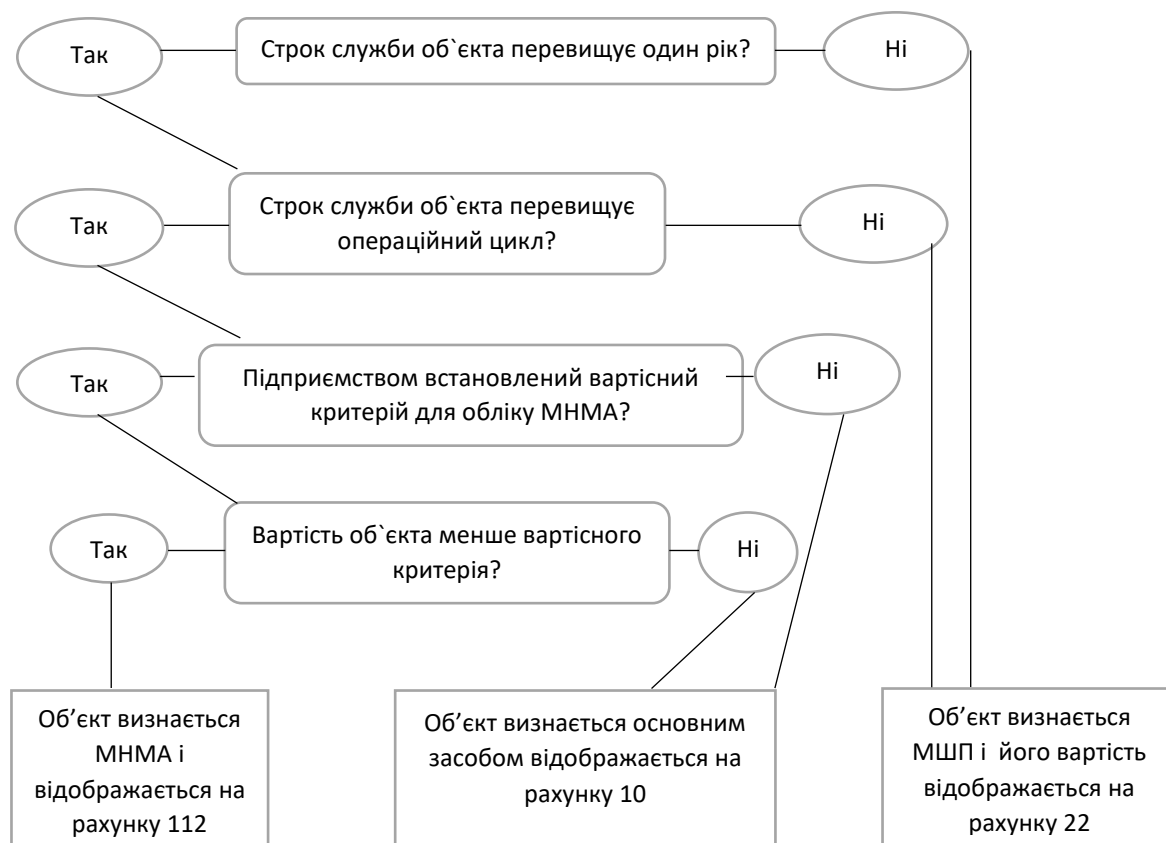 Так
Строк служби об`єкта перевищує один рік?
Ні
Строк служби об`єкта перевищує
операційний цикл?
Так
Ні
Підприємством встановлений вартісний
критерій для обліку МНМА?
Так
Ні
Вартість об`єкта менше вартісного
критерія?
Так
Ні
Об’єкт визнається
МНМА і
відображається на
рахунку 112
Об’єкт визнається основним
засобом відображається на
рахунку 10
Об’єкт визнається
МШП і його вартість
відображається на
рахунку 22